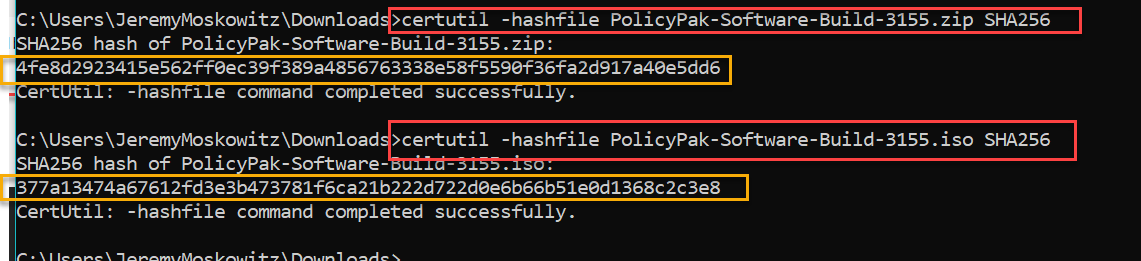 C:\Users\JeremyMoskowitz\Downloads>certutil -hashfile PolicyPak-Software-Build-3155.zip SHA256
SHA256 hash of PolicyPak-Software-Build-3155.zip:
4fe8d2923415e562ff0ec39f389a4856763338e58f5590f36fa2d917a40e5dd6
CertUtil: -hashfile command completed successfully.
C:\Users\JeremyMoskowitz\Downloads>certutil -hashfile PolicyPak-Software-Build-3155.iso SHA256
SHA256 hash of PolicyPak-Software-Build-3155.iso:
377a13474a67612fd3e3b473781f6ca21b222d722d0e6b66b51e0d1368c2c3e8
CertUtil: -hashfile command completed successfully.
C:\Users\JeremyMoskowitz\Downloads>